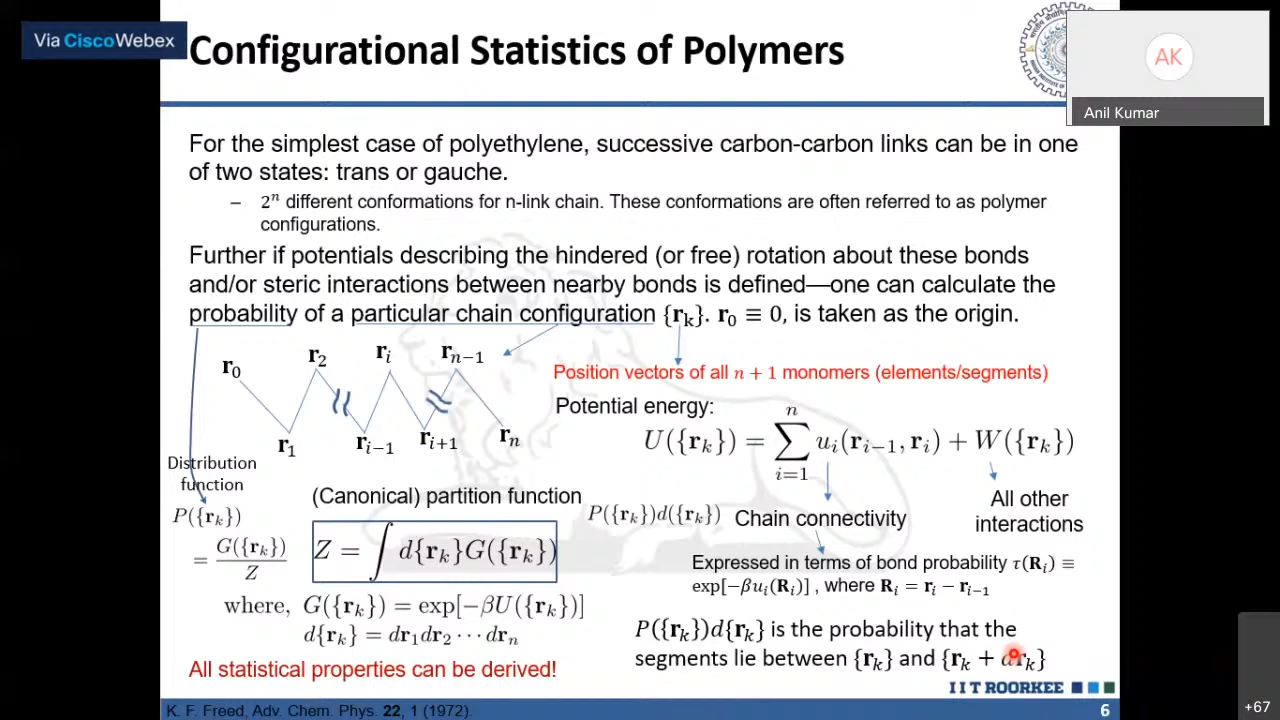 Via Cisco Webex
Configurational Statistics of Polymers
AK
Anil Kumar
For the simplest case of polyethylene, successive carbon-carbon links can be in one
of two states: trans or gauche.
– 2ⁿ different conformations for n-link chain. These conformations are often referred to as polymer
configurations.
Further if potentials describing the hindered (or free) rotation about these bonds
and/or steric interactions between nearby bonds is defined—one can calculate the
probability of a particular chain configuration {r_k}. r_0 ≡ 0, is taken as the origin.
r_0 r_2 r_i r_{n−1}
r_1 r_{i−1} r_{i+1} r_n
Position vectors of all n + 1 monomers (elements/segments)
Potential energy:
U({r_k}) = ∑_{i=1}^{n} u_i(r_{i−1}, r_i) + W({r_k})
Chain connectivity
All other
interactions
Distribution
function
P({r_k})
= G({r_k}) / Z
(Canonical) partition function
Z = ∫ d{r_k}G({r_k})
where, G({r_k}) = exp[−βU({r_k})]
d{r_k} = dr_1dr_2 ··· dr_n
All statistical properties can be derived!
P({r_k})d({r_k})
Expressed in terms of bond probability τ(R_i) ≡
exp[−βu_i(R_i)] , where R_i = r_i − r_{i−1}
P({r_k})d{r_k} is the probability that the
segments lie between {r_k} and {r_k + dr_k}
IIT ROORKEE
K. F. Freed, Adv. Chem. Phys. 22, 1 (1972).
6
+67